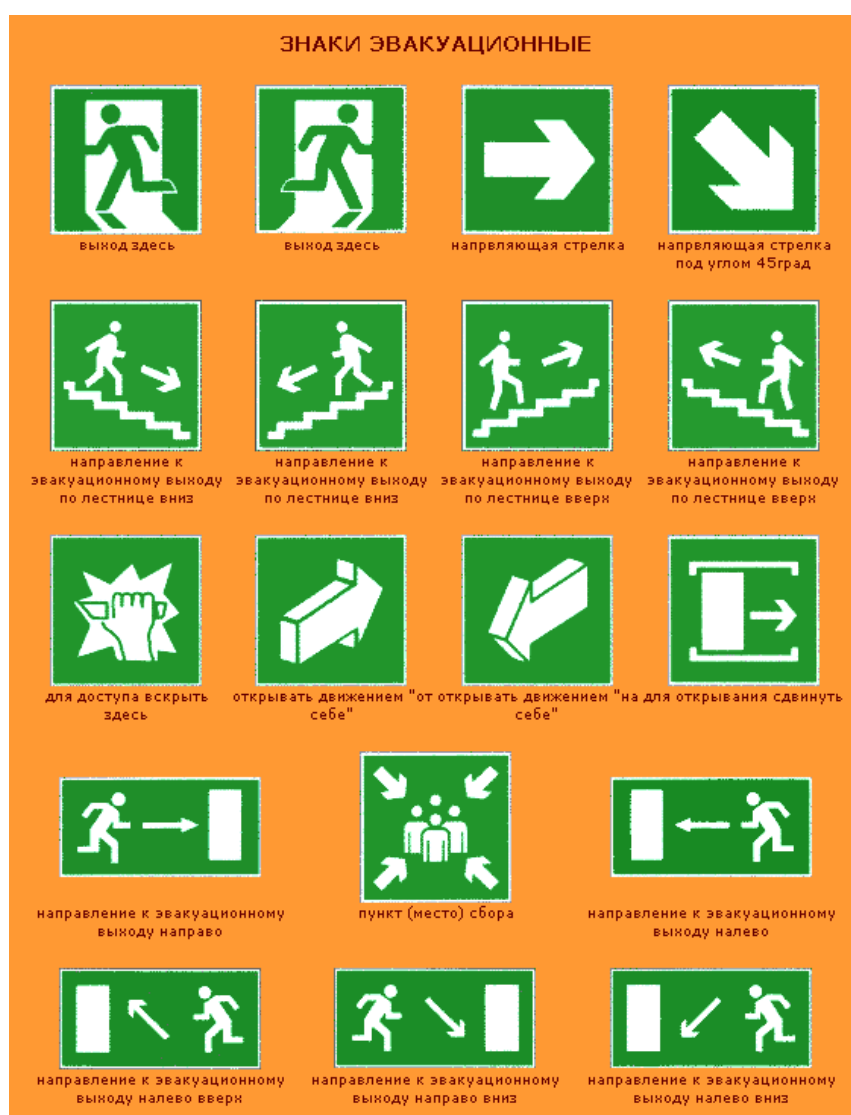 ЗНАКИ ЭВАКУАЦИОННЫЕ
выход здесь
выход здесь
напрвляющая стрелка
напрвляющая стрелка
под углом 45град
направление к
эвакуационному выходу
по лестнице вниз
направление к
эвакуационному выходу
по лестнице вниз
направление к
эвакуационному выходу
по лестнице вверх
направление к
эвакуационному выходу
по лестнице вверх
для доступа вскрыть
здесь
открывать движением "от
себе"
открывать движением "на
себе"
для открывания сдвинуть
направление к эвакуационному
выходу направо
пункт (место) сбора
направление к эвакуационному
выходу налево
направление к эвакуационному
выходу налево вверх
направление к эвакуационному
выходу направо вниз
направление к эвакуационному
выходу налево вниз